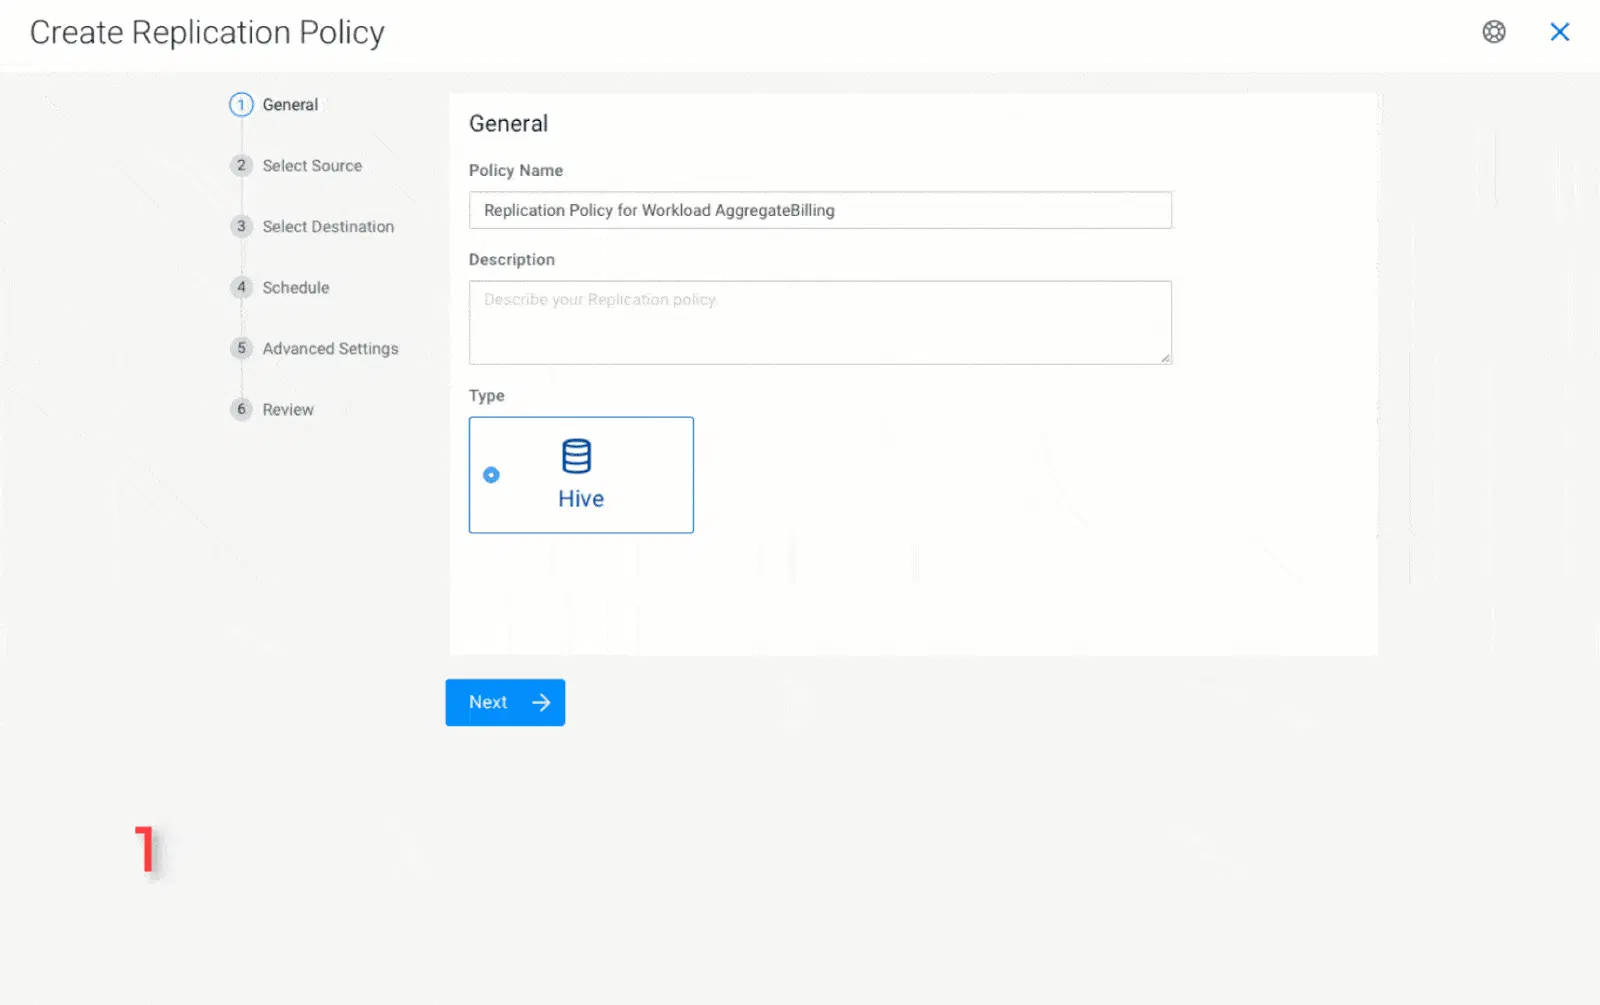 Create Replication Policy
1 General
2 Select Source
3 Select Destination
4 Schedule
5 Advanced Settings
6 Review
General
Policy Name
Replication Policy for Workload AggregateBilling
Description
Describe your Replication policy.
Type
Hive
Next
1